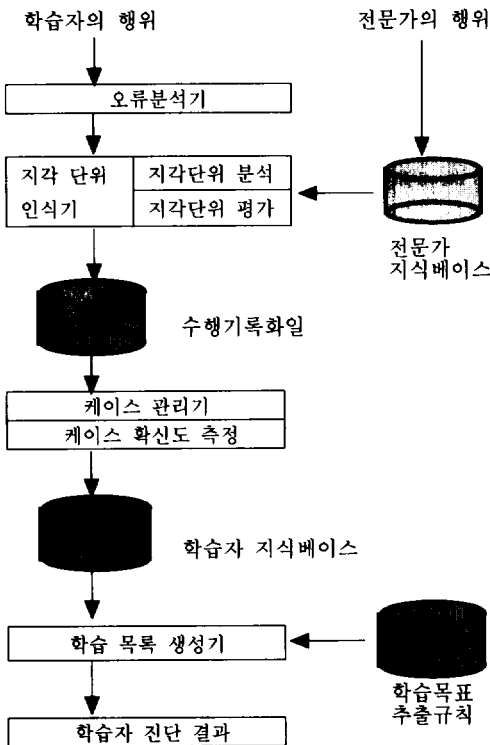 학습자의 행위
전문가의 행위
오류분석기
지각 단위
인식기
지각단위 분석
지각단위 평가
전문가
지식베이스
수행기록화일
케이스 관리기
케이스 확신도 측정
학습자 지식베이스
학습 목록 생성기
학습목표
추출규칙
학습자 진단 결과